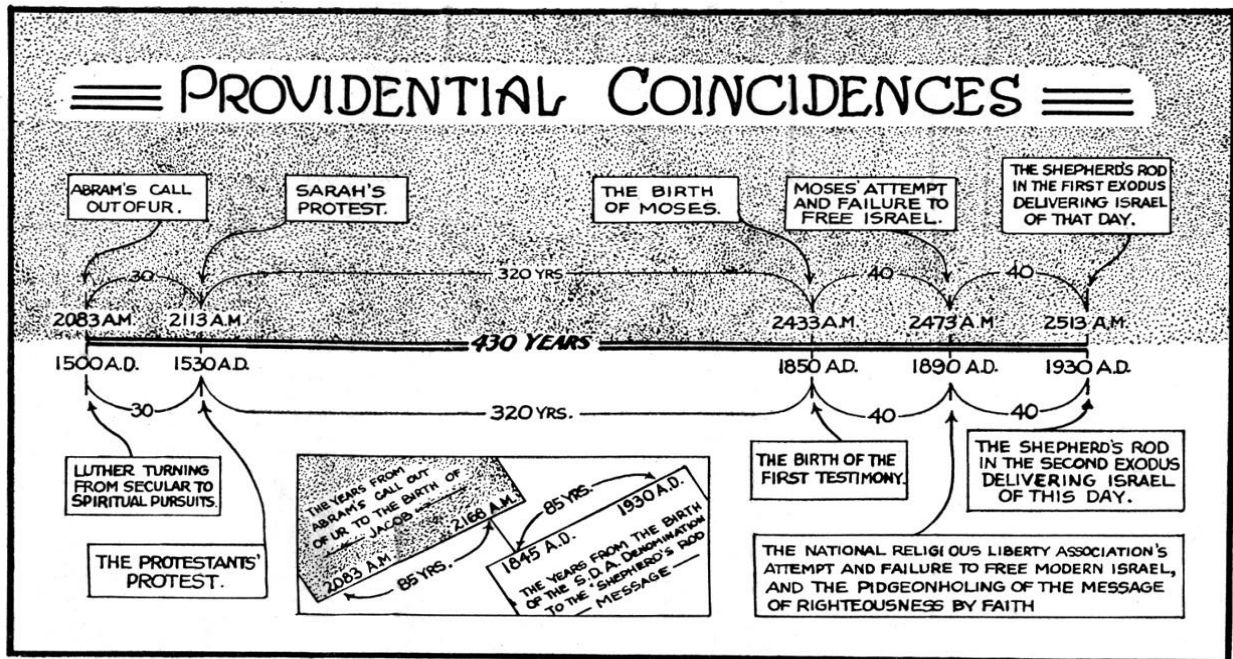 PROVIDENTIAL COINCIDENCES
ABRAM'S CALL
OUT OF UR.
SARAH'S
PROTEST.
THE BIRTH
OF MOSES.
MOSES' ATTEMPT
AND FAILURE TO
FREE ISRAEL.
THE SHEPHERD'S ROD
IN THE FIRST EXODUS
DELIVERING ISRAEL
OF THAT DAY.
30
320 YRS
40
40
2083 A.M.
2113 A.M.
2433 A.M.
2473 A.M
2513 A.M.
430 YEARS
1500 A.D.
1530 A.D.
1850 A.D.
1890 A.D.
1930 A.D.
30
320 YRS.
40
40
LUTHER TURNING
FROM SECULAR TO
SPIRITUAL PURSUITS.
THE PROTESTANTS'
PROTEST.
THE YEARS FROM
ABRAM'S CALL OUT
OF UR TO THE BIRTH OF
JACOB
2083 A.M
2168 A.M.
85 YRS.
85 YRS.
1845 A.D.
1930 A.D.
THE YEARS FROM THE BIRTH
OF THE S.D.A. DENOMINATION
TO THE "SHEPHERD'S ROD
MESSAGE
THE BIRTH OF THE
FIRST TESTIMONY.
THE SHEPHERD'S ROD
IN THE SECOND EXODUS
DELIVERING ISRAEL
OF THIS DAY.
THE NATIONAL RELIGIOUS LIBERTY ASSOCIATION'S
ATTEMPT AND FAILURE TO FREE MODERN ISRAEL,
AND THE PIDGEONHOLING OF THE MESSAGE
OF RIGHTEOUSNESS BY FAITH